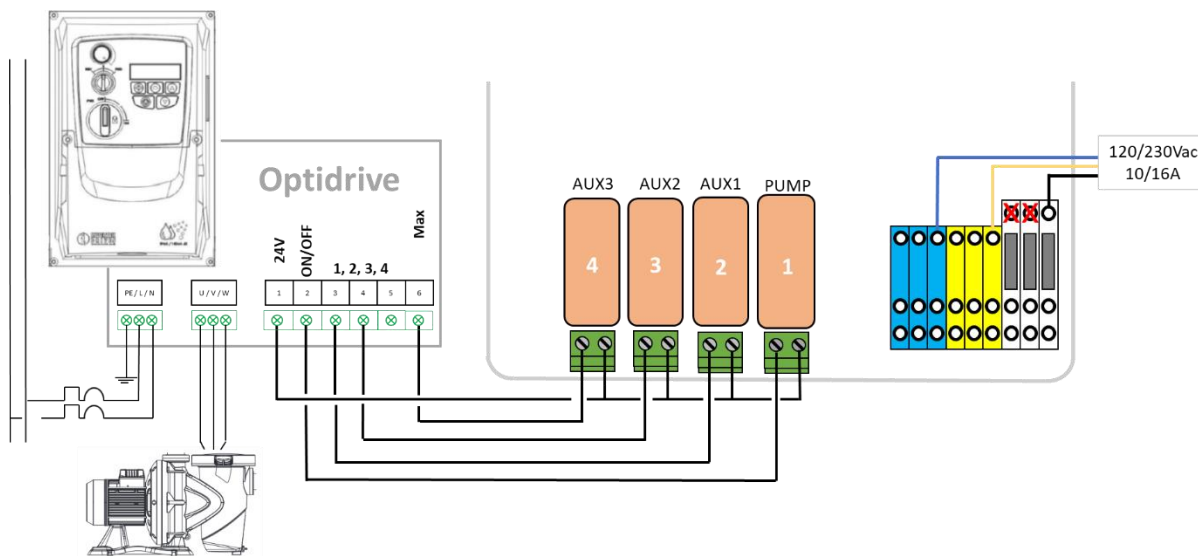 Optidrive
24V
ON/OFF
1, 2, 3, 4
Max
PE / L / N
U / V / W
1
2
3
4
5
6
AUX3
AUX2
AUX1
PUMP
4
3
2
1
120/230Vac
10/16A